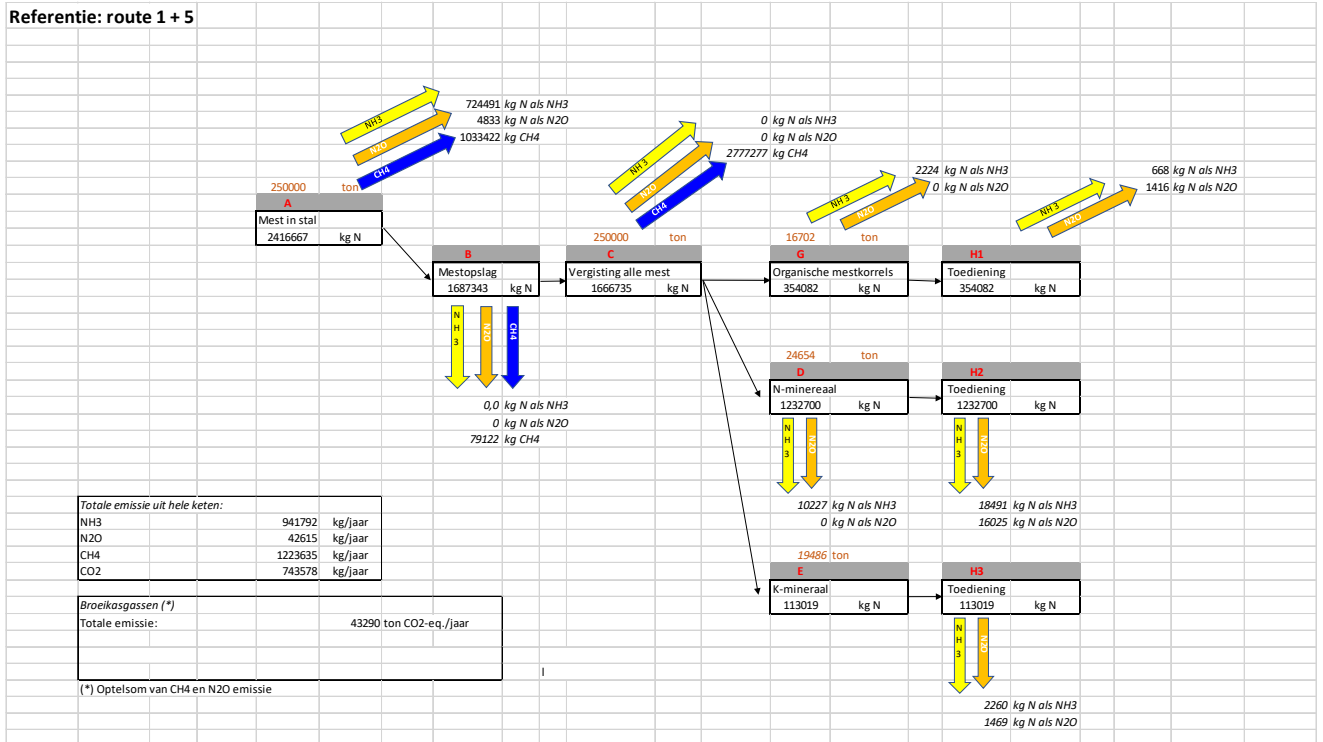 Referentie: route 1 + 5
NH3
N2O
CH4
724491 kg N als NH3
4833 kg N als N2O
1033422 kg CH4
NH 3
N2O
CH4
0 kg N als NH3
0 kg N als N2O
2777277 kg CH4
NH 3
N2O
2224 kg N als NH3
0 kg N als N2O
NH 3
N2O
668 kg N als NH3
1416 kg N als N2O
250000 ton
A
Mest in stal
2416667 kg N
B
Mestopslag
1687343 kg N
250000 ton
C
Vergisting alle mest
1666735 kg N
16702 ton
G
Organische mestkorrels
354082 kg N
H1
Toediening
354082 kg N
N
H
3
N2O
CH4
0,0 kg N als NH3
0 kg N als N2O
79122 kg CH4
24654 ton
D
N-minereaal
1232700 kg N
H2
Toediening
1232700 kg N
N
H
3
N2O
N
H
3
N2O
10227 kg N als NH3
0 kg N als N2O
18491 kg N als NH3
16025 kg N als N2O
Totale emissie uit hele keten:
NH3 941792 kg/jaar
N2O 42615 kg/jaar
CH4 1223635 kg/jaar
CO2 743578 kg/jaar
19486 ton
E
K-mineraal
113019 kg N
H3
Toediening
113019 kg N
N
H
3
N2O
2260 kg N als NH3
1469 kg N als N2O
Broeikasgassen (*)
Totale emissie: 43290 ton CO2-eq./jaar
l
(*) Optelsom van CH4 en N2O emissie